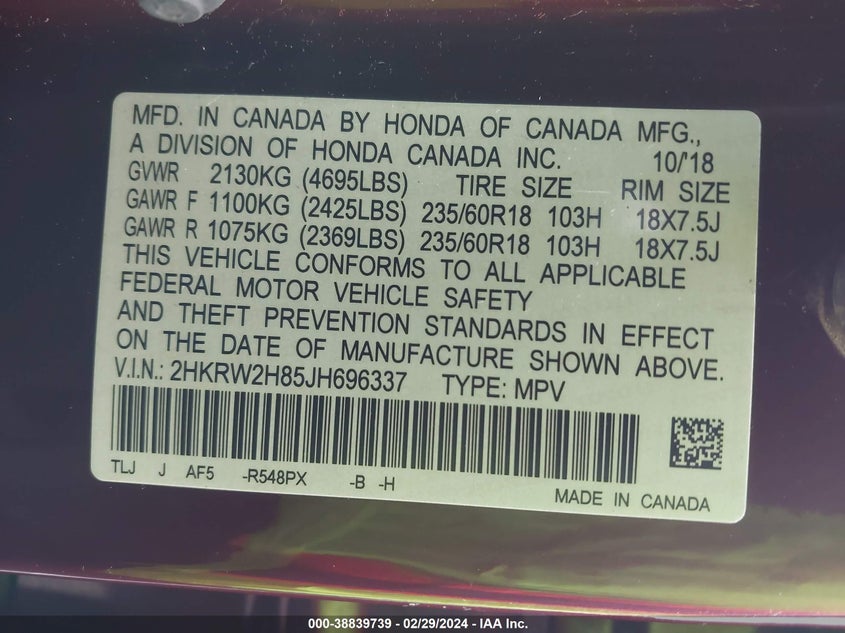 MFD. IN CANADA BY HONDA OF CANADA MFG.,
A DIVISION OF HONDA CANADA INC. 10/'18
GVWR 2130KG (4695LBS) TIRE SIZE RIM SIZE
GAWR F 1100KG (2425LBS) 235/60R18 103H 18X7.5J
GAWR R 1075KG (2369LBS) 235/60R18 103H 18X7.5J
THIS VEHICLE CONFORMS TO ALL APPLICABLE
FEDERAL MOTOR VEHICLE SAFETY
AND THEFT PREVENTION STANDARDS IN EFFECT
ON THE DATE OF MANUFACTURE SHOWN ABOVE.
V.I.N.: 2HKRW2H85JH696337 TYPE: MPV
TLJ J AF5 -R548PX -B -H
MADE IN CANADA
000-38839739 - 02/29/2024 - IAA Inc.